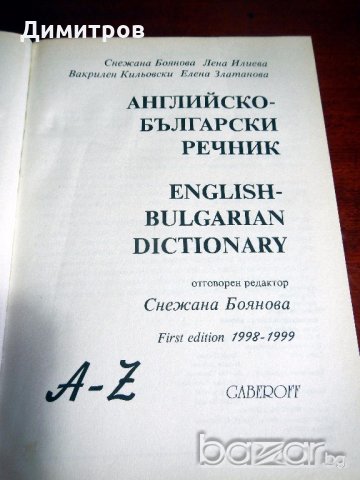 Димитров
Снежана Боянова Лена Илиева
Вакрилен Кильовски Елена Златанова
АНГЛИЙСКО-
БЪЛГАРСКИ
РЕЧНИК
ENGLISH-
BULGARIAN
DICTIONARY
отговорен редактор
Снежана Боянова
First edition 1998-1999
A-Z
GABEROFF
bazar.bg